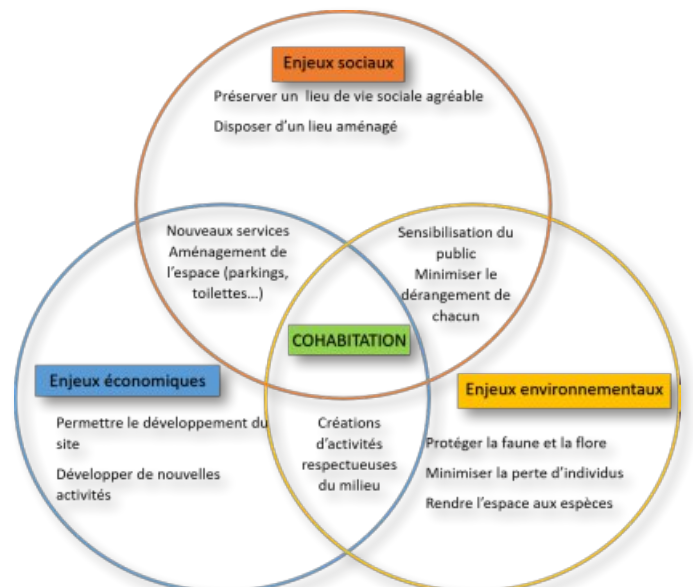 Enjeux sociaux
Préserver un lieu de vie sociale agréable
Disposer d'un lieu aménagé
Nouveaux services
Aménagement de
l'espace (parkings,
toilettes...)
Sensibilisation du
public
Minimiser le
dérangement de
chacun
COHABITATION
Enjeux économiques
Permettre le développement du
site
Développer de nouvelles
activités
Créations
d'activités
respectueuses
du milieu
Enjeux environnementaux
Protéger la faune et la flore
Minimiser la perte d'individus
Rendre l'espace aux espèces